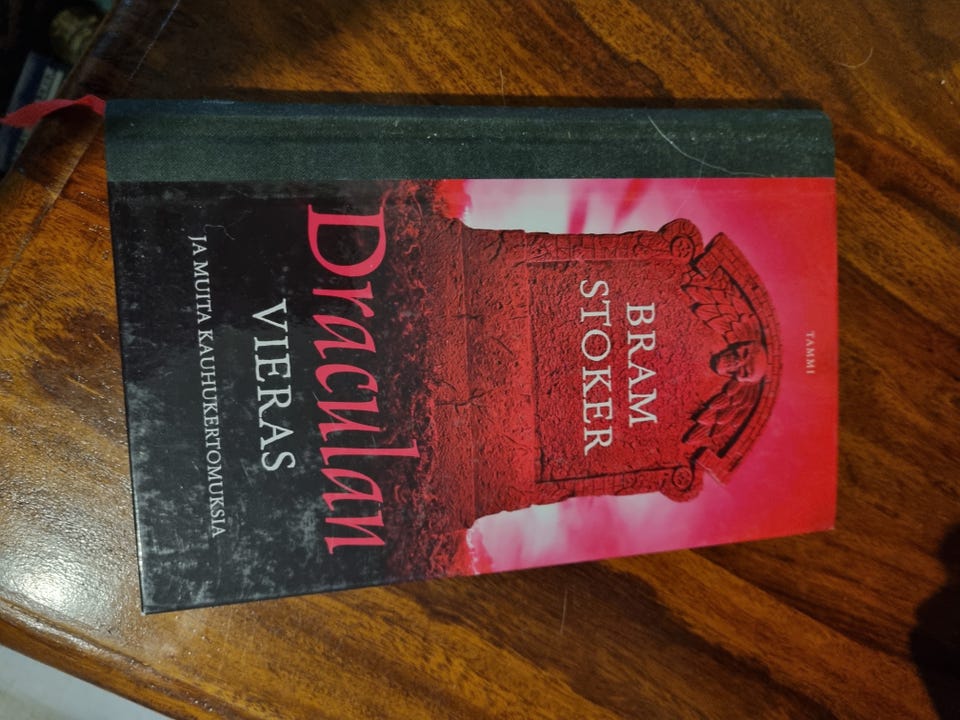 TAMMI
BRAM
STOKER
Draculan
VIERAS
JA MUITA KAUHUKERTOMUKSIA